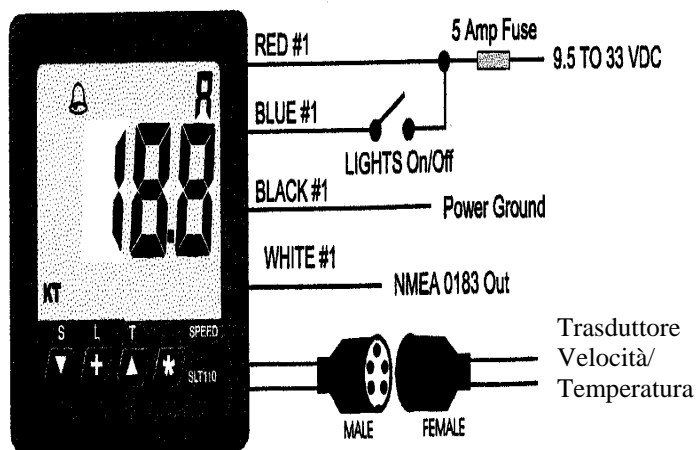 5 Amp Fuse
RED #1
9.5 TO 33 VDC
R
BLUE #1
LIGHTS On/Off
18.8
BLACK #1
Power Ground
WHITE #1
KT
NMEA 0183 Out
S L T SPEED
▼ + ▲ *
SLT110
Trasduttore
Velocità/
Temperatura
MALE FEMALE